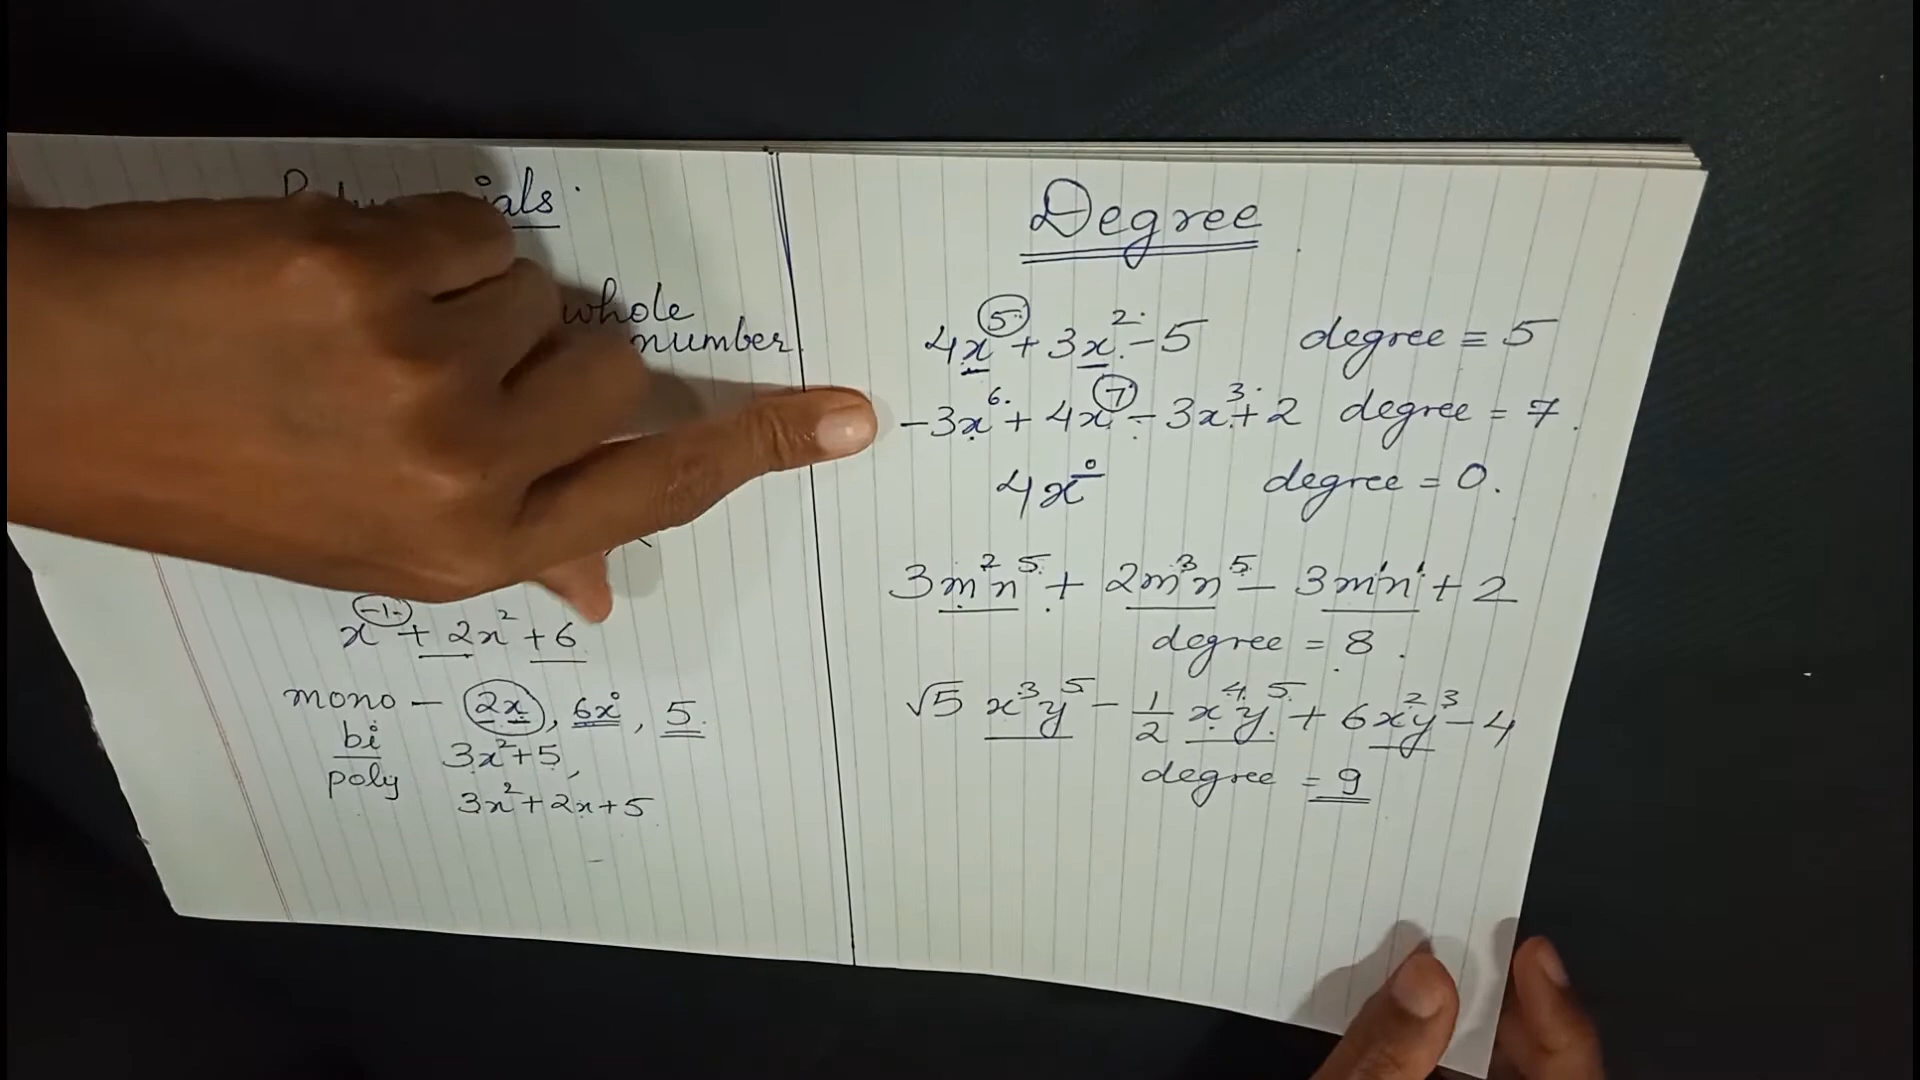 whole
number
x⁻¹ + 2x² + 6
mono – 2x, 6x, 5.
bi 3x² + 5,
poly
3x² + 2x + 5
Degree
4x⁵ + 3x² - 5 degree = 5
-3x⁶ + 4x⁷ - 3x³ + 2 degree = 7.
4x⁰ degree = 0.
3m²n⁵ + 2m³n⁵ - 3m¹n¹ + 2
degree = 8.
√5 x³y⁵ - 1/2 x⁴y⁵ + 6x²y³ - 4
degree = 9